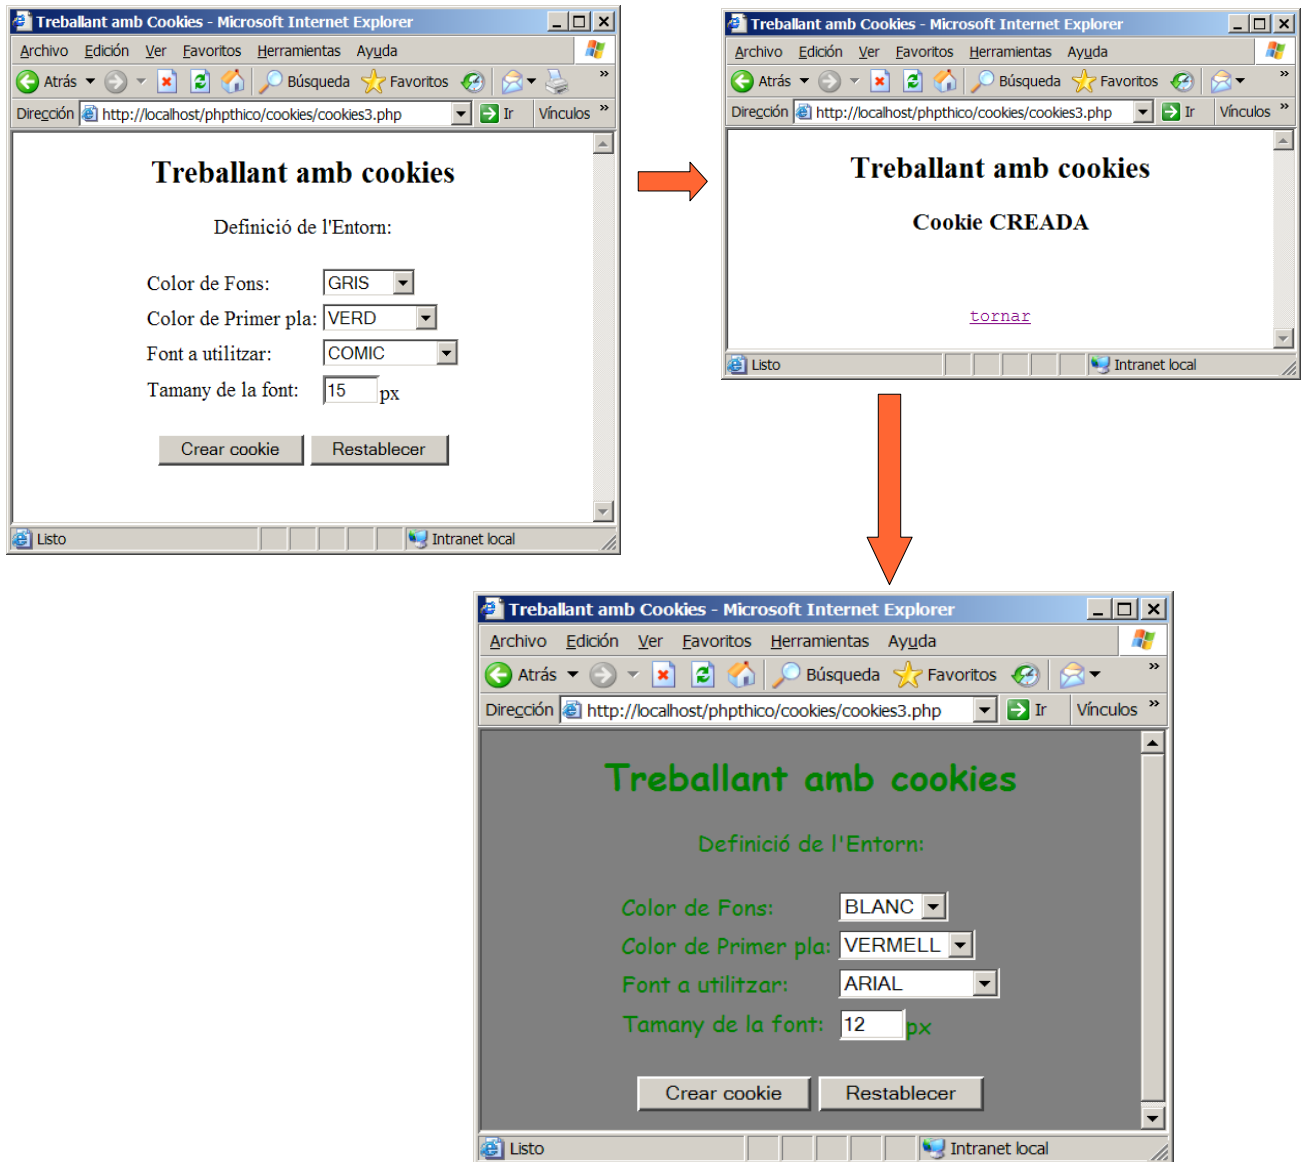 Treballant amb Cookies - Microsoft Internet Explorer
Archivo Edición Ver Favoritos Herramientas Ayuda
Atrás Búsqueda Favoritos »
Dirección http://localhost/phpthico/cookies/cookies3.php Ir Vínculos »
Treballant amb cookies
Definició de l'Entorn:
Color de Fons: GRIS
Color de Primer pla: VERD
Font a utilitzar: COMIC
Tamany de la font: 15 px
Crear cookie Restablecer
Listo Intranet local
Treballant amb Cookies - Microsoft Internet Explorer
Archivo Edición Ver Favoritos Herramientas Ayuda
Atrás Búsqueda Favoritos »
Dirección http://localhost/phpthico/cookies/cookies3.php Ir Vínculos »
Treballant amb cookies
Cookie CREADA
tornar
Listo Intranet local
Treballant amb Cookies - Microsoft Internet Explorer
Archivo Edición Ver Favoritos Herramientas Ayuda
Atrás Búsqueda Favoritos »
Dirección http://localhost/phpthico/cookies/cookies3.php Ir Vínculos »
Treballant amb cookies
Definició de l'Entorn:
Color de Fons: BLANC
Color de Primer pla: VERMELL
Font a utilitzar: ARIAL
Tamany de la font: 12 px
Crear cookie Restablecer
Listo Intranet local